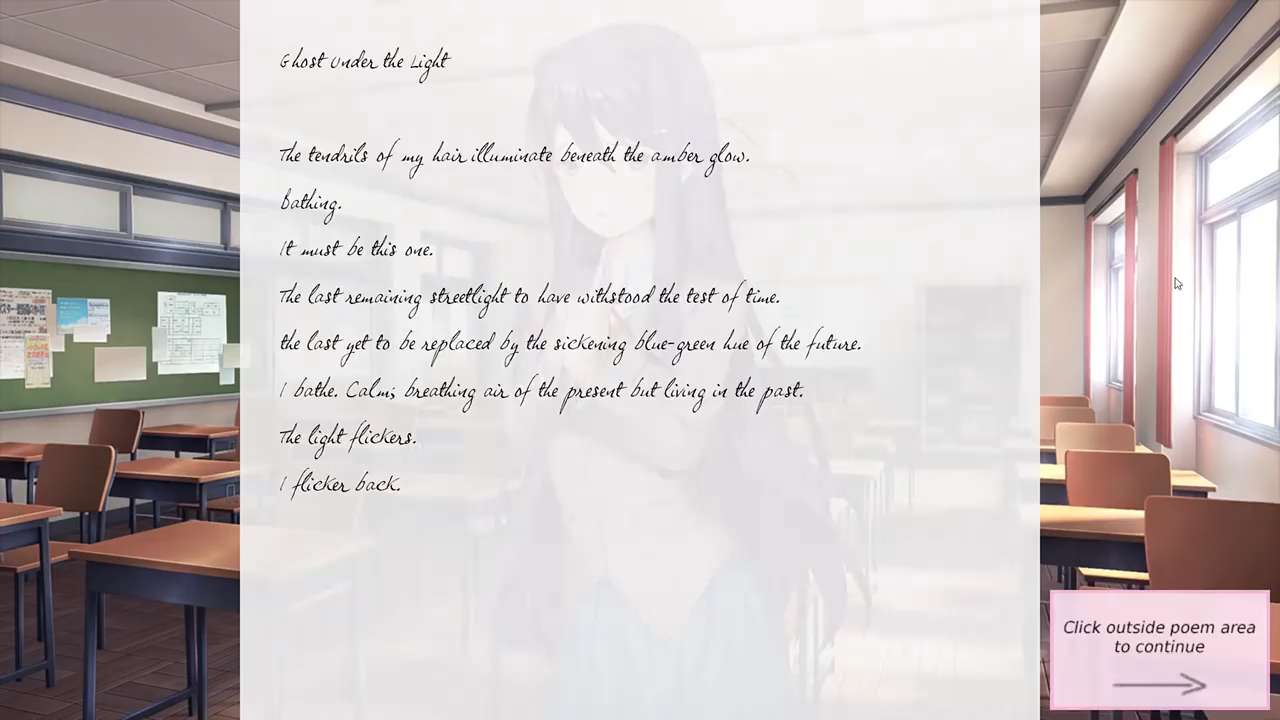 Ghost Under the Light
The tendrils of my hair illuminate beneath the amber glow.
Bathing.
It must be this one.
The last remaining streetlight to have withstood the test of time.
the last yet to be replaced by the sickening blue-green hue of the future.
I bathe. Calm; breathing air of the present but living in the past.
The light flickers.
I flicker back.
Click outside poem area
to continue